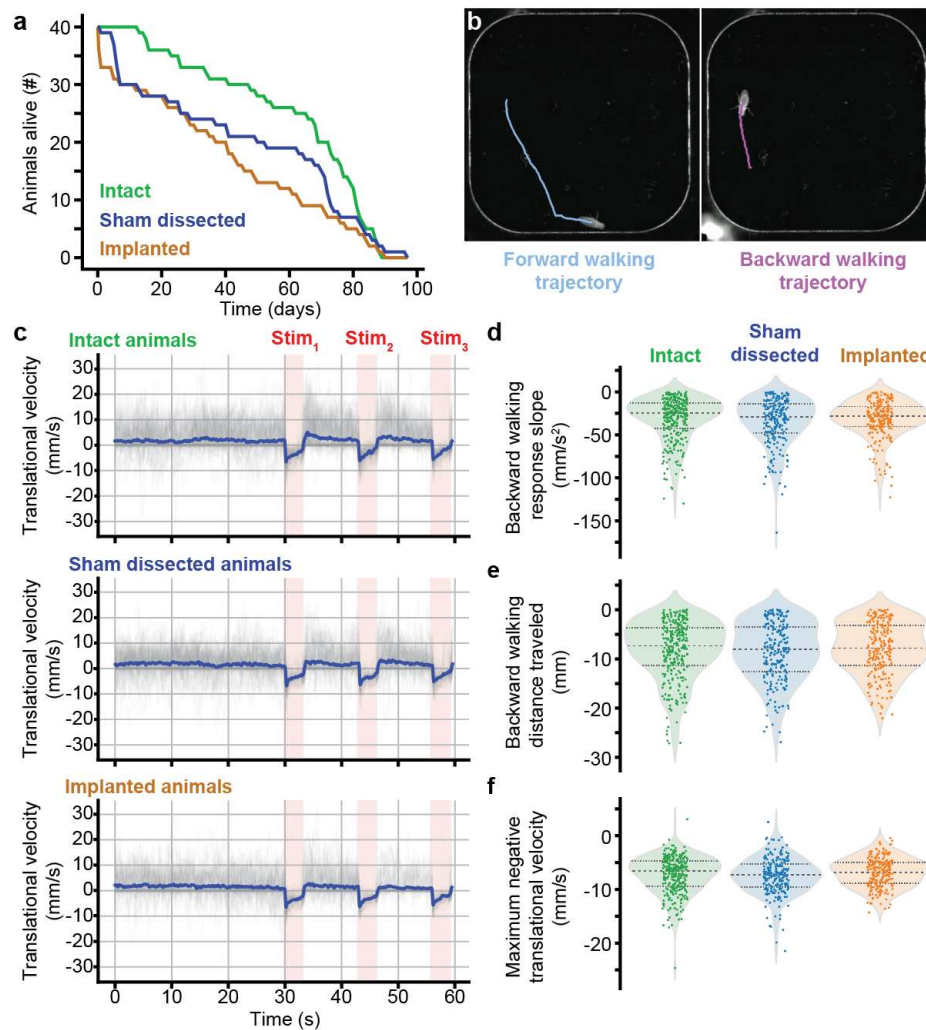 a
Animals alive (#)
40
30
20
10
0
Intact
Sham dissected
Implanted
0 20 40 60 80 100
Time (days)
b
Forward walking
trajectory
Backward walking
trajectory
c
Intact animals
Stim1 Stim2 Stim3
Translational velocity
(mm/s)
30
20
10
0
-10
-20
-30
Sham dissected animals
Translational velocity
(mm/s)
30
20
10
0
-10
-20
-30
Implanted animals
Translational velocity
(mm/s)
30
20
10
0
-10
-20
-30
0 10 20 30 40 50 60
Time (s)
d
Intact
Sham
dissected
Implanted
Backward walking
response slope
(mm/s²)
0
-50
-100
-150
e
Backward walking
distance traveled
(mm)
0
-10
-20
-30
f
Maximum negative
translational velocity
(mm/s)
0
-10
-20